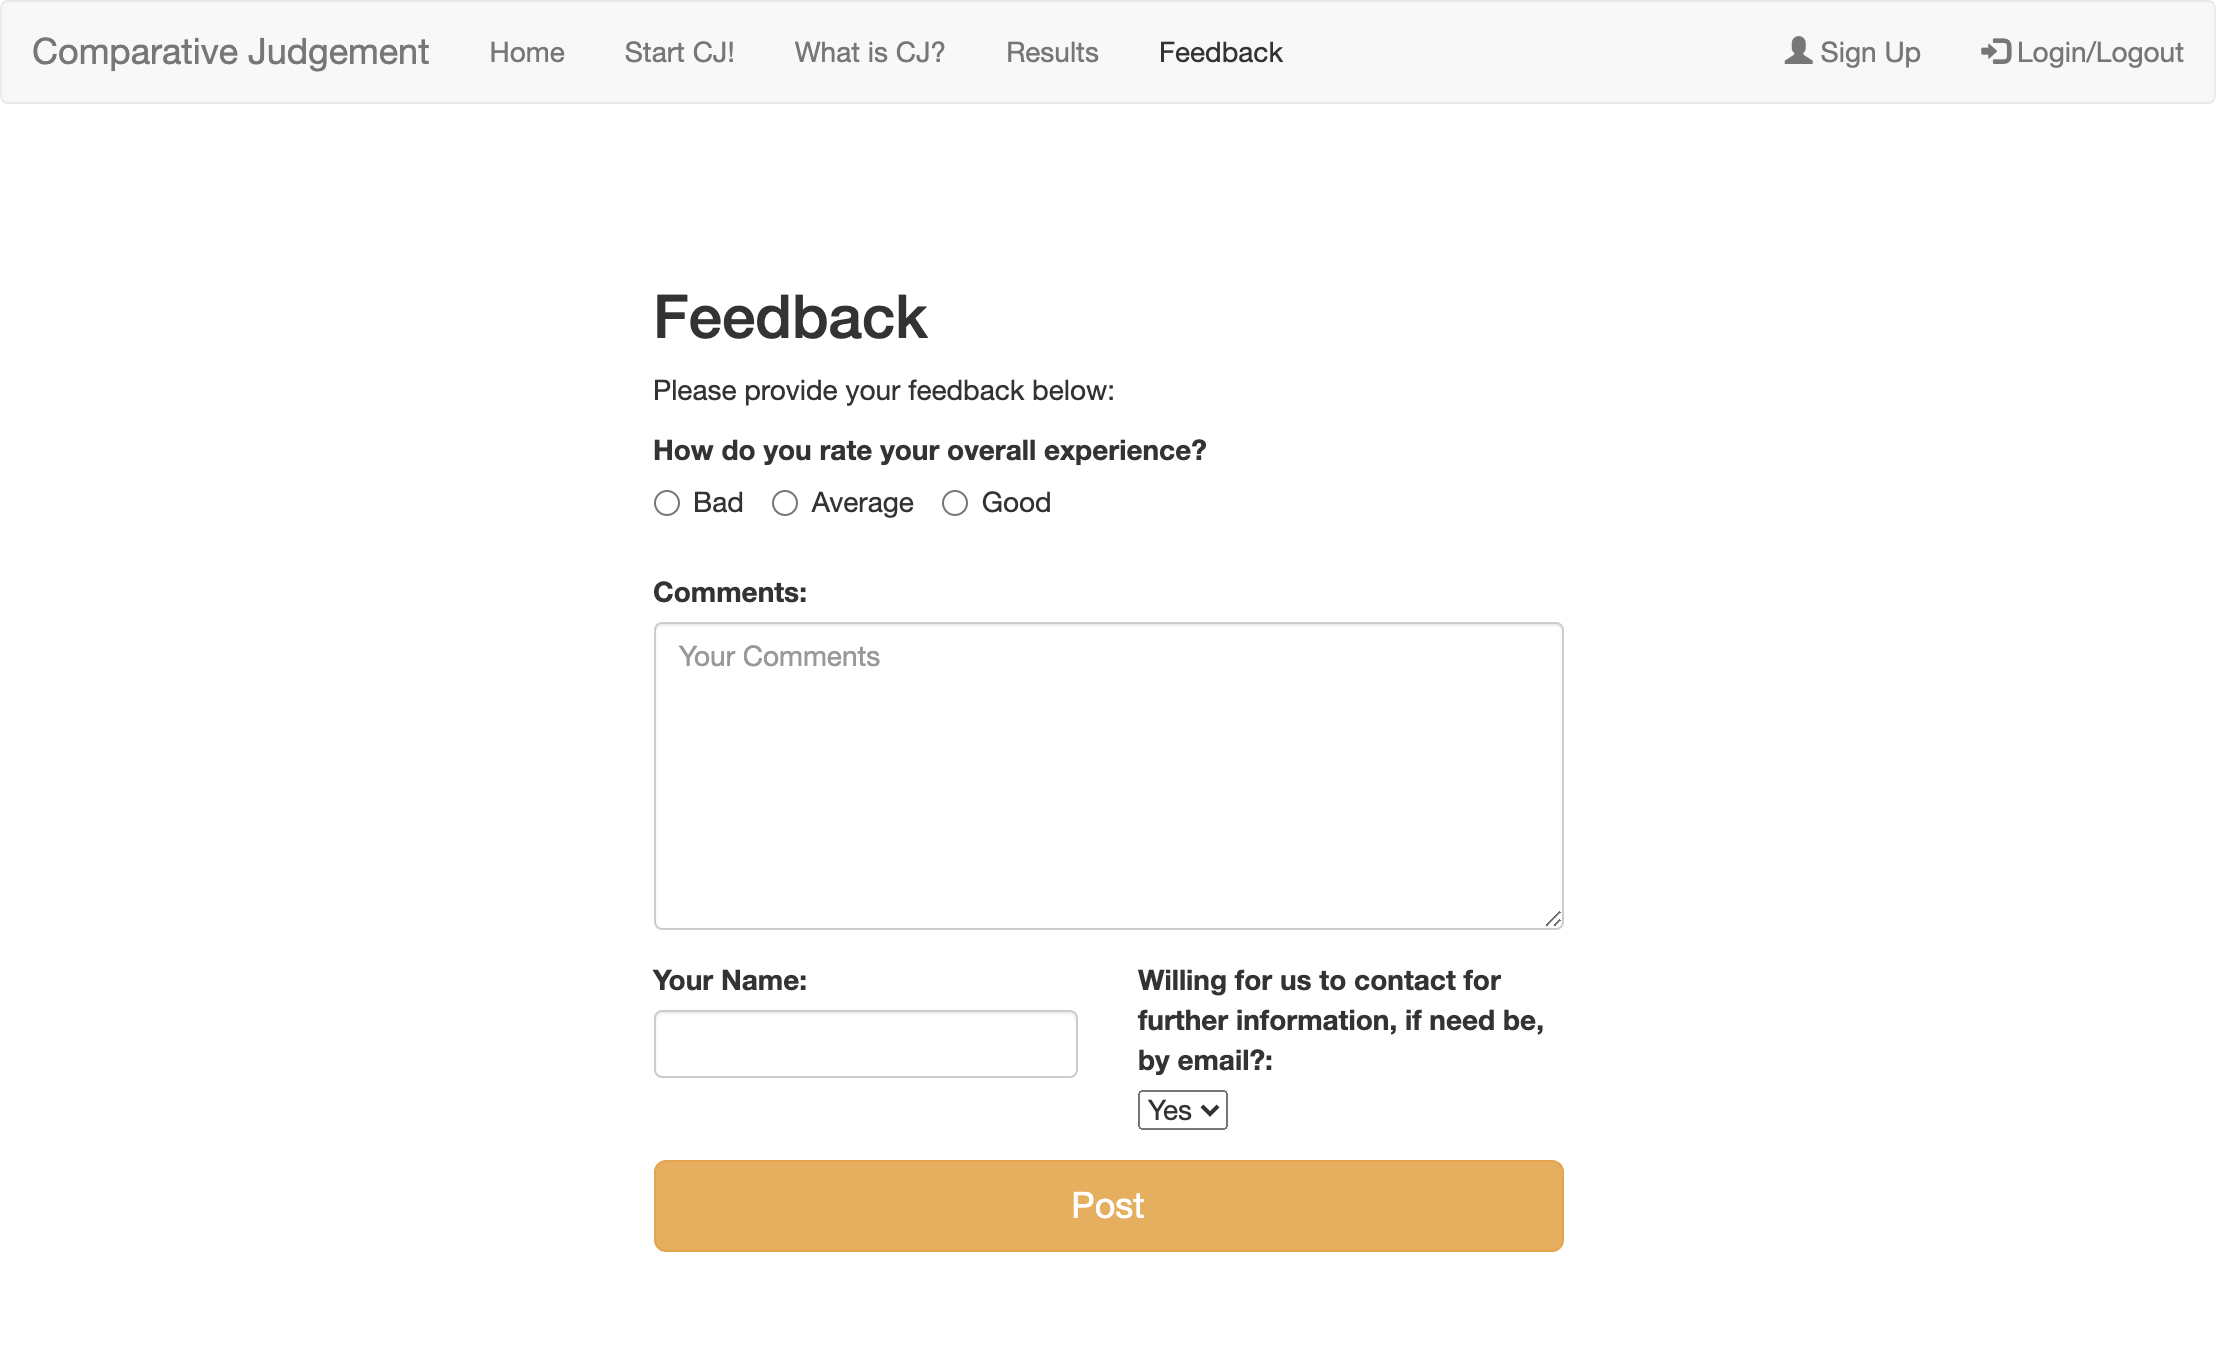 Comparative Judgement Home Start CJ! What is CJ? Results Feedback Sign Up Login/Logout
Feedback
Please provide your feedback below:
How do you rate your overall experience?
Bad Average Good
Comments:
Your Comments
Your Name:
Willing for us to contact for
further information, if need be,
by email?:
Yes
Post